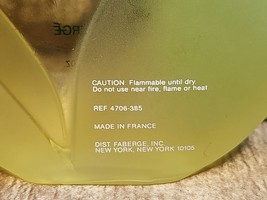 CAUTION: Flammable until dry.
Do not use near fire, flame or heat.
REF 4706-385
MADE IN FRANCE
DIST. FABERGE, INC.
NEW YORK, NEW YORK 10105